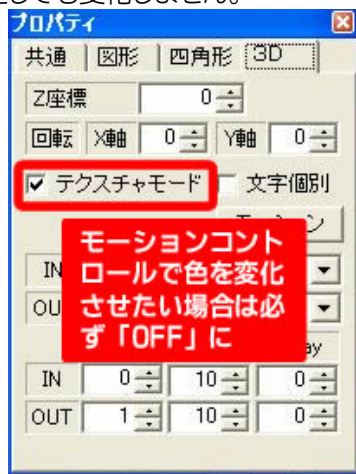 プロパティ
共通 図形 四角形 3D
Z座標 0
回転 X軸 0 Y軸 0
テクスチャモード 文字個別
モーションコント
ロールで色を変化
させたい場合は必
ず「OFF」に
IN
OUT
IN 0 10 0
OUT 1 10 0